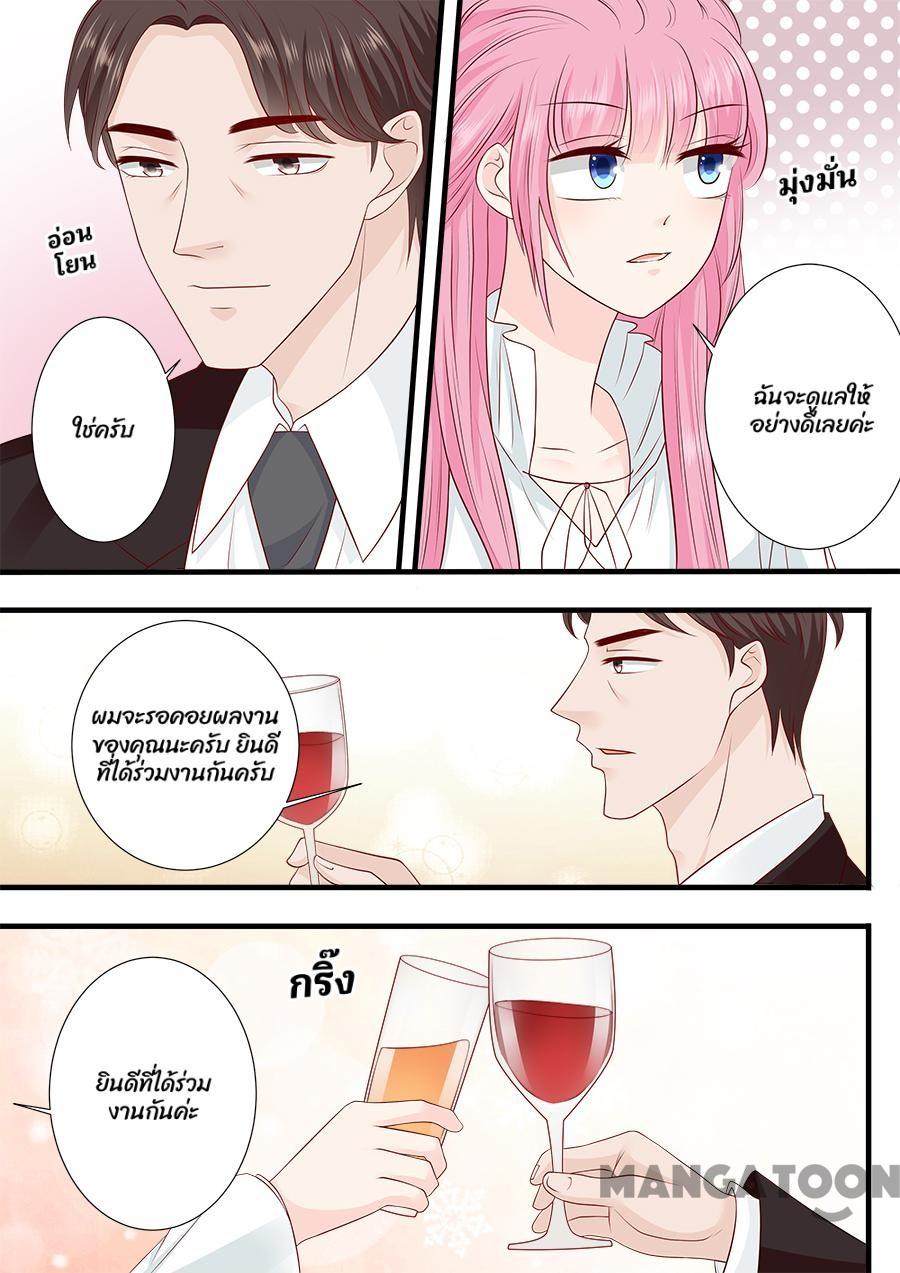 อ่อน
โยน
ใช่ครับ
มุ่งมั่น
ฉันจะดูแลให้
อย่างดีเลยค่ะ
ผมจะรอคอยผลงาน
ของคุณนะครับ ยินดี
ที่ได้ร่วมงานกันครับ
กริ๊ง
ยินดีที่ได้ร่วม
งานกันค่ะ
MANGATOON